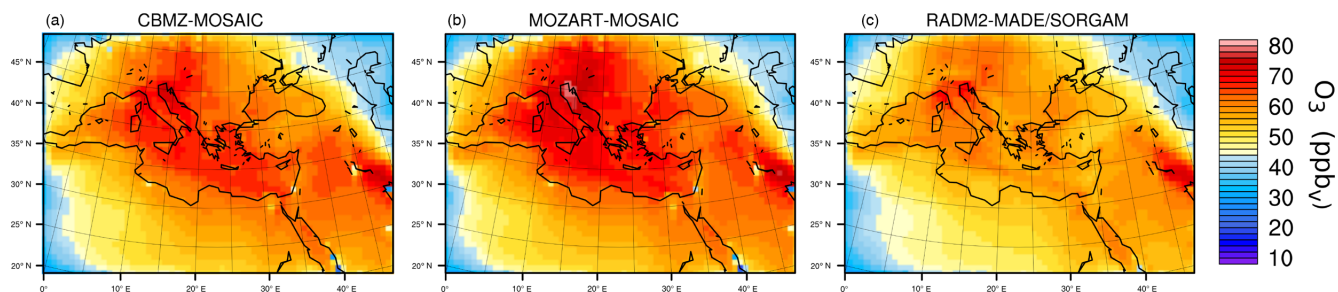 (a) CBMZ-MOSAIC
(b) MOZART-MOSAIC
(c) RADM2-MADE/SORGAM
45° N
40° N
35° N
30° N
25° N
20° N
0° 10° E 20° E 30° E 40° E
45° N
40° N
35° N
30° N
25° N
20° N
0° 10° E 20° E 30° E 40° E
45° N
40° N
35° N
30° N
25° N
20° N
0° 10° E 20° E 30° E 40° E
80
70
60
50
40
30
20
10
O₃ (ppbᵥ)